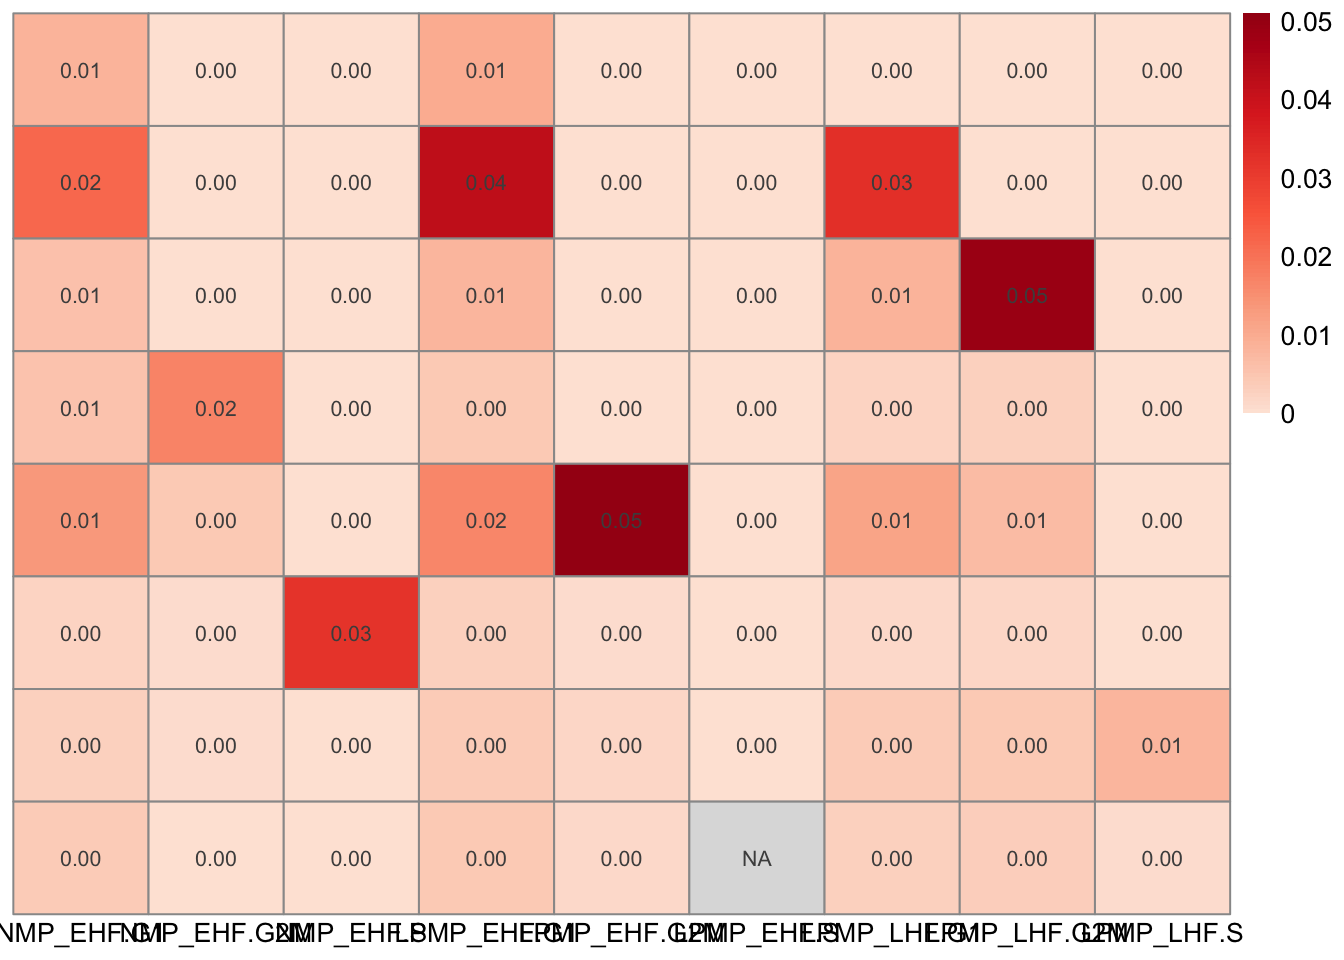 0.01 0.00 0.00 0.01 0.00 0.00 0.00 0.00 0.00 0.05
0.04
0.02 0.00 0.00 0.04 0.00 0.00 0.03 0.00 0.00 0.03
0.02
0.01 0.00 0.00 0.01 0.00 0.00 0.01 0.05 0.00
0.01
0.01 0.02 0.00 0.00 0.00 0.00 0.00 0.00 0.00 0
0.01 0.00 0.00 0.02 0.05 0.00 0.01 0.01 0.00
0.00 0.00 0.03 0.00 0.00 0.00 0.00 0.00 0.00
0.00 0.00 0.00 0.00 0.00 0.00 0.00 0.00 0.01
0.00 0.00 0.00 0.00 0.00 NA 0.00 0.00 0.00
NMP_EHF.G1 NMP_EHF.G2M NMP_EHF.S LPMP_LHF.S